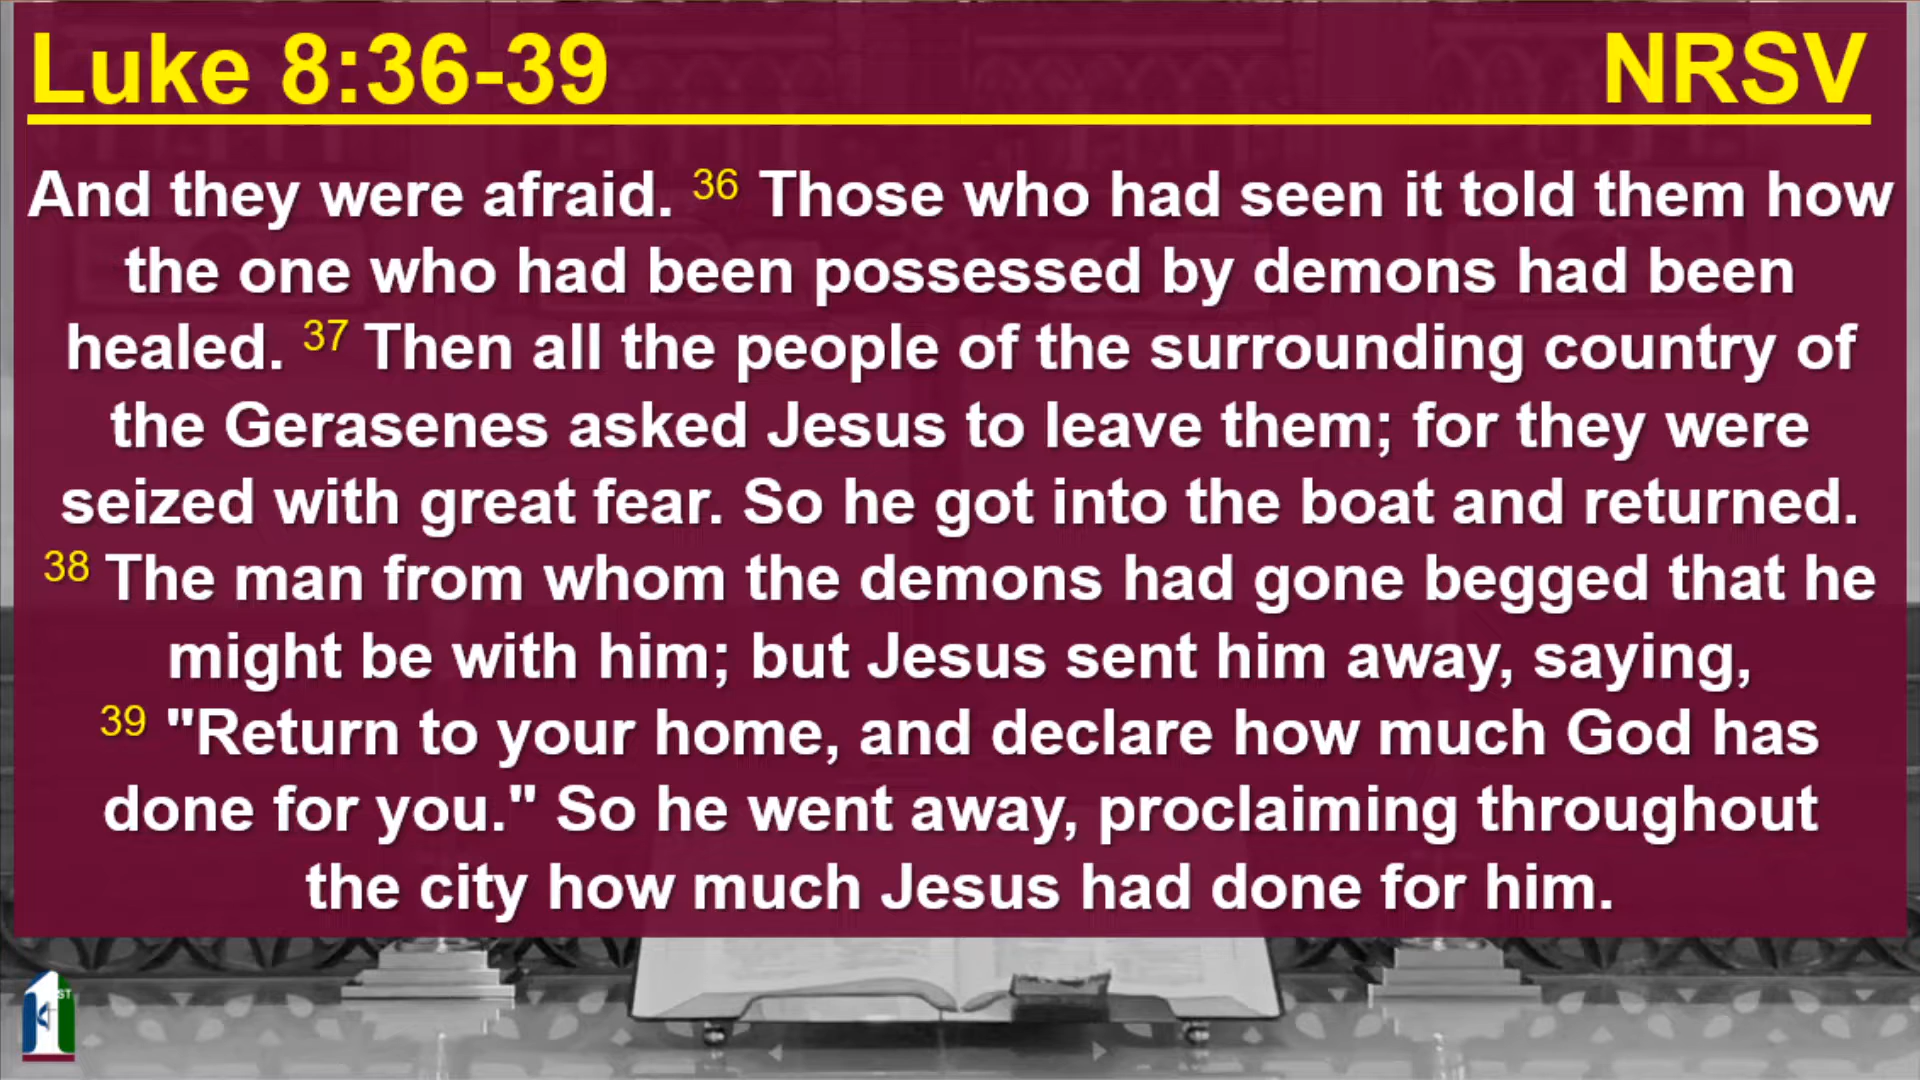 Luke 8:36-39 NRSV
And they were afraid. 36 Those who had seen it told them how
the one who had been possessed by demons had been
healed. 37 Then all the people of the surrounding country of
the Gerasenes asked Jesus to leave them; for they were
seized with great fear. So he got into the boat and returned.
38 The man from whom the demons had gone begged that he
might be with him; but Jesus sent him away, saying,
39 "Return to your home, and declare how much God has
done for you." So he went away, proclaiming throughout
the city how much Jesus had done for him.
1ST